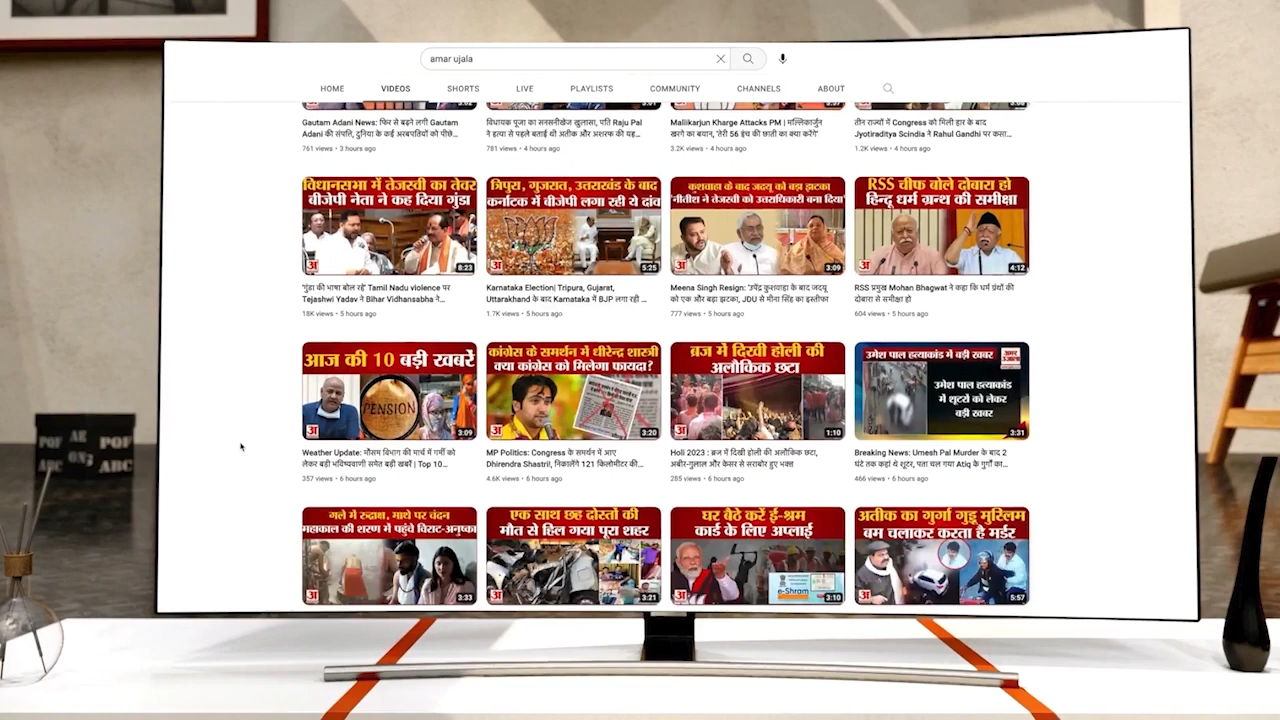 amar ujala
HOME VIDEOS SHORTS LIVE PLAYLISTS COMMUNITY CHANNELS ABOUT
Gautam Adani News: फिर से बढ़ने लगी Gautam
Adani की संपत्ति, दुनिया के कई अरबपतियों को पीछे...
761 views • 3 hours ago
विधायक पूजा का सनसनीखेज खुलासा, पति Raju Pal
ने हत्या से पहले बताई थी अतीक और अशरफ की यह...
781 views • 4 hours ago
Mallikarjun Kharge Attacks PM | मल्लिकार्जुन
खरगे का बयान, 'तेरी 56 इंच की छाती का क्या करेंगे'
3.2K views • 4 hours ago
तीन राज्यों में Congress को मिली हार के बाद
Jyotiraditya Scindia ने Rahul Gandhi पर कसा...
1.2K views • 4 hours ago
विधानसभा में तेजस्वी का तेवर
बीजेपी नेता ने कह दिया गुंडा
अ
8:23
'गुंडा की भाषा बोल रहे' Tamil Nadu violence पर
Tejashwi Yadav ने Bihar Vidhansabha ने...
18K views • 5 hours ago
त्रिपुरा, गुजरात, उत्तराखंड के बाद
कर्नाटक में बीजेपी लगा रही ये दांव
अ
5:25
Karnataka Election| Tripura, Gujarat,
Uttarakhand के बाद Karnataka में BJP लगा रही ...
1.7K views • 5 hours ago
कुशवाहा के बाद जदयू को बड़ा झटका
'नीतीश ने तेजस्वी को उत्तराधिकारी बना दिया'
अ
3:09
Meena Singh Resign: 'उपेंद्र कुशवाहा के बाद जदयू
को एक और बड़ा झटका, JDU से मीना सिंह का इस्तीफा
777 views • 5 hours ago
RSS चीफ बोले दोबारा हो
हिन्दू धर्म ग्रन्थ की समीक्षा
अ
4:12
RSS प्रमुख Mohan Bhagwat ने कहा कि धर्म ग्रंथों की
दोबारा से समीक्षा हो
604 views • 5 hours ago
आज की 10 बड़ी खबरें
PENSION
अ
3:09
Weather Update: मौसम विभाग की मार्च में गर्मी को
लेकर बड़ी भविष्यवाणी समेत बड़ी खबरें | Top 10...
357 views • 6 hours ago
कांग्रेस के समर्थन में धीरेन्द्र शास्त्री
क्या कांग्रेस को मिलेगा फायदा?
अ
3:20
MP Politics: Congress के समर्थन में आए
Dhirendra Shastri!, निकालेंगे 121 किलोमीटर की...
4.6K views • 6 hours ago
ब्रज में दिखी होली की
अलौकिक छटा
अ
1:10
Holi 2023 : ब्रज में दिखी होली की अलौकिक छटा,
अबीर-गुलाल और केसर से सराबोर हुए भक्त
285 views • 6 hours ago
उमेश पाल हत्याकांड में बड़ी खबर
अमर उजाला
उमेश पाल हत्याकांड
में शूटरों को लेकर
बड़ी खबर
3:31
Breaking News: Umesh Pal Murder के बाद 2
घंटे तक कहां थे शूटर, पता चल गया Atiq के गुर्गों का...
466 views • 6 hours ago
गले में रुद्राक्ष, माथे पर चंदन
महाकाल की शरण में पहुंचे विराट-अनुष्का
अ
3:33
एक साथ छह दोस्तों की
मौत से हिल गया पूरा शहर
अ
3:21
घर बैठे करें ई-श्रम
कार्ड के लिए अप्लाई
e-Shram
अ
3:10
अतीक का गुर्गा गुड्डू मुस्लिम
बम चलाकर करता है मर्डर
अ
5:57